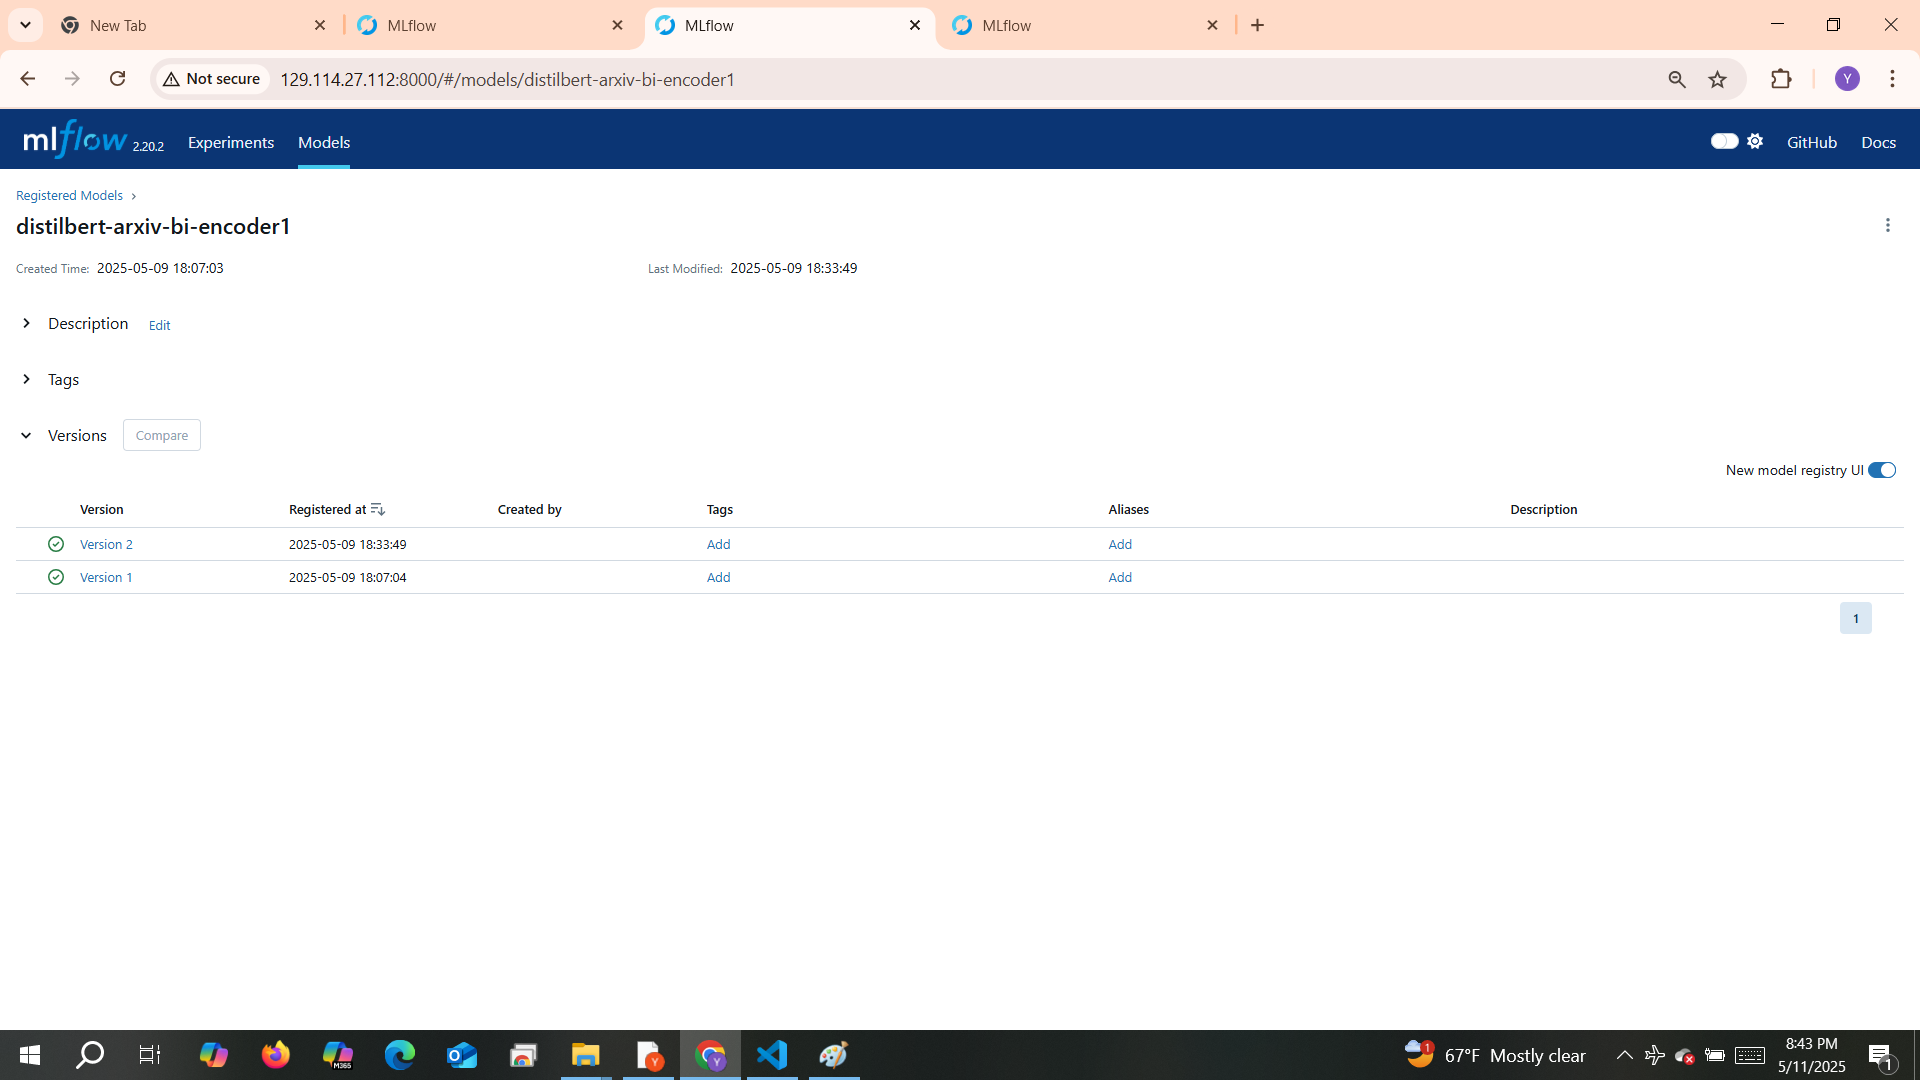 New Tab
MLflow
MLflow
MLflow
Not secure
129.114.27.112:8000/#/models/distilbert-arxiv-bi-encoder1
Y
mlflow 2.20.2
Experiments
Models
GitHub
Docs
Registered Models
distilbert-arxiv-bi-encoder1
Created Time: 2025-05-09 18:07:03
Last Modified: 2025-05-09 18:33:49
Description Edit
Tags
Versions Compare
New model registry UI
Version Registered at Created by Tags Aliases Description
Version 2 2025-05-09 18:33:49 Add Add
Version 1 2025-05-09 18:07:04 Add Add
1
M365
Y
Y
1
67°F Mostly clear
8:43 PM
5/11/2025
1